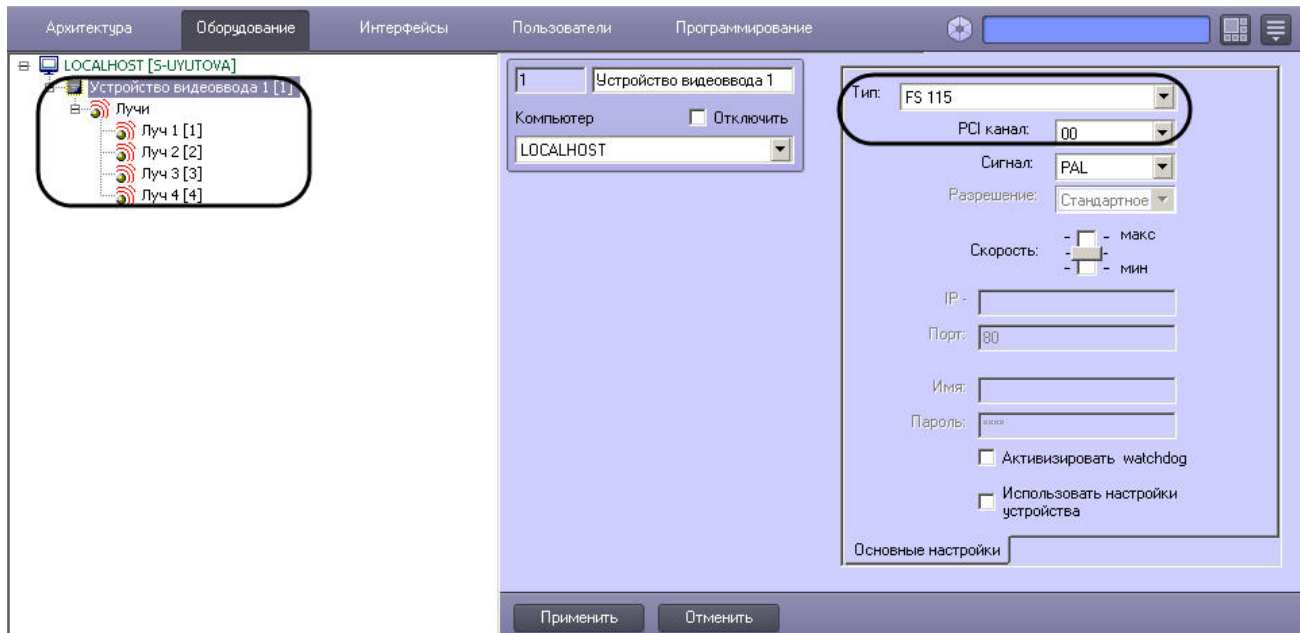 Архитектура Оборудование Интерфейсы Пользователи Программирование
LOCALHOST [S-UYUTOVA]
Устройство видеоввода 1 [1]
Лучи
Луч 1 [1]
Луч 2 [2]
Луч 3 [3]
Луч 4 [4]
1 Устройство видеоввода 1
Компьютер Отключить
LOCALHOST
Тип: FS 115
PCI канал: 00
Сигнал: PAL
Разрешение: Стандартное
Скорость: - - макс
- -
- - мин
IP -
Порт: 80
Имя:
Пароль: ****
Активизировать watchdog
Использовать настройки
устройства
Основные настройки
Применить Отменить